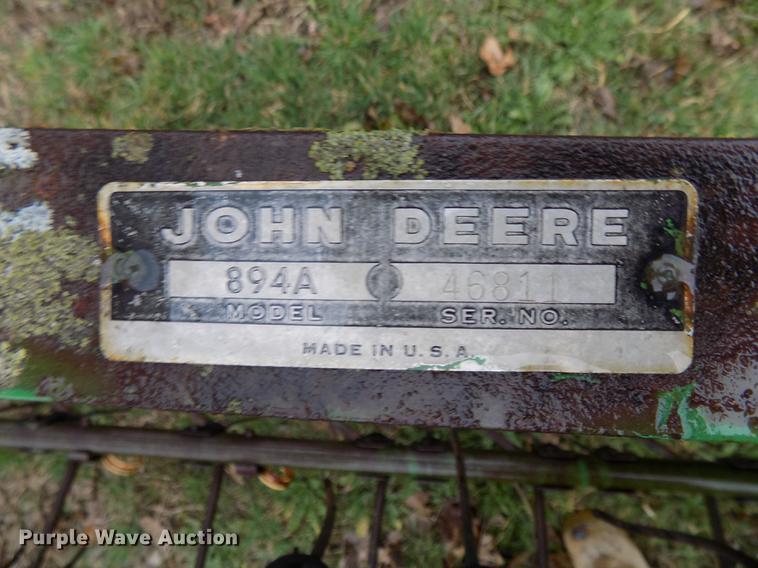 JOHN DEERE
894A 46811
MODEL SER. NO.
MADE IN U.S.A.
Purple Wave Auction